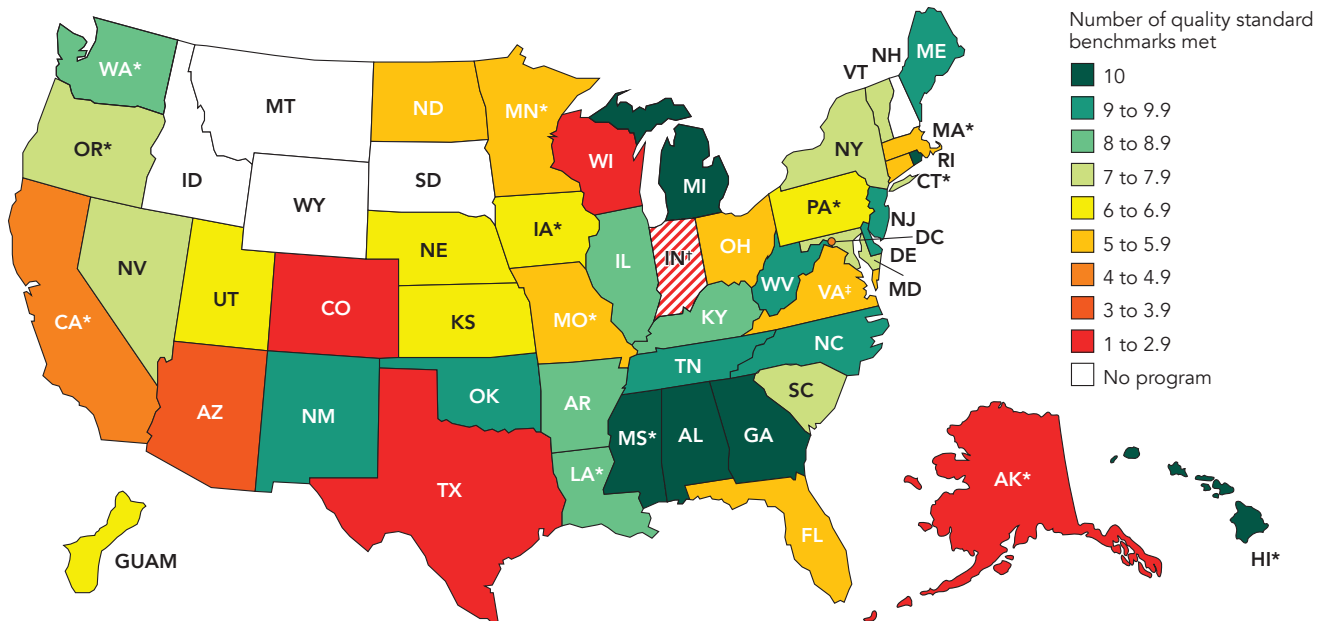 Number of quality standard
benchmarks met
10
9 to 9.9
8 to 8.9
7 to 7.9
6 to 6.9
5 to 5.9
4 to 4.9
3 to 3.9
1 to 2.9
No program
WA*
MT
ND
MN*
VT
NH
ME
OR*
ID
WY
SD
WI
MI
NY
MA*
RI
CT*
NV
UT
CO
NE
IA*
IL
IN†
OH
PA*
NJ
DC
DE
MD
CA*
KS
MO*
KY
WV
VA‡
AZ
NM
OK
AR
TN
NC
SC
TX
LA*
MS*
AL
GA
FL
AK*
HI*
GUAM